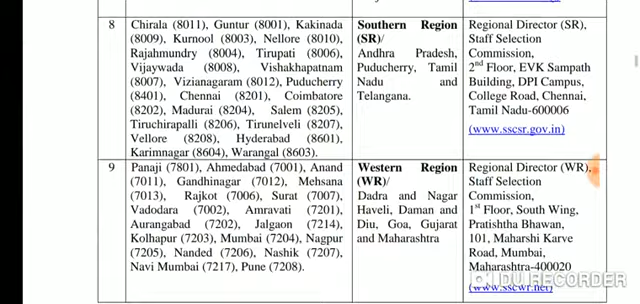 8
Chirala (8011), Guntur (8001), Kakinada
(8009), Kurnool (8003), Nellore (8010),
Rajahmundry (8004), Tirupati (8006),
Vijaywada (8008), Vishakhapatnam
(8007), Vizianagaram (8012), Puducherry
(8401), Chennai (8201), Coimbatore
(8202), Madurai (8204), Salem (8205),
Tiruchirapalli (8206), Tirunelveli (8207),
Vellore (8208), Hyderabad (8601),
Karimnagar (8604), Warangal (8603).
Southern Region
(SR)/
Andhra Pradesh,
Puducherry, Tamil
Nadu and
Telangana.
Regional Director (SR),
Staff Selection
Commission,
2nd Floor, EVK Sampath
Building, DPI Campus,
College Road, Chennai,
Tamil Nadu-600006
(www.sscsr.gov.in)
9
Panaji (7801), Ahmedabad (7001), Anand
(7011), Gandhinagar (7012), Mehsana
(7013), Rajkot (7006), Surat (7007),
Vadodara (7002), Amravati (7201),
Aurangabad (7202), Jalgaon (7214),
Kolhapur (7203), Mumbai (7204), Nagpur
(7205), Nanded (7206), Nashik (7207),
Navi Mumbai (7217), Pune (7208).
Western Region
(WR)/
Dadra and Nagar
Haveli, Daman and
Diu, Goa, Gujarat
and Maharashtra
Regional Director (WR),
Staff Selection
Commission,
1st Floor, South Wing,
Pratishtha Bhawan,
101, Maharshi Karve
Road, Mumbai,
Maharashtra-400020
(www.sscwr.net)
DU RECORDER